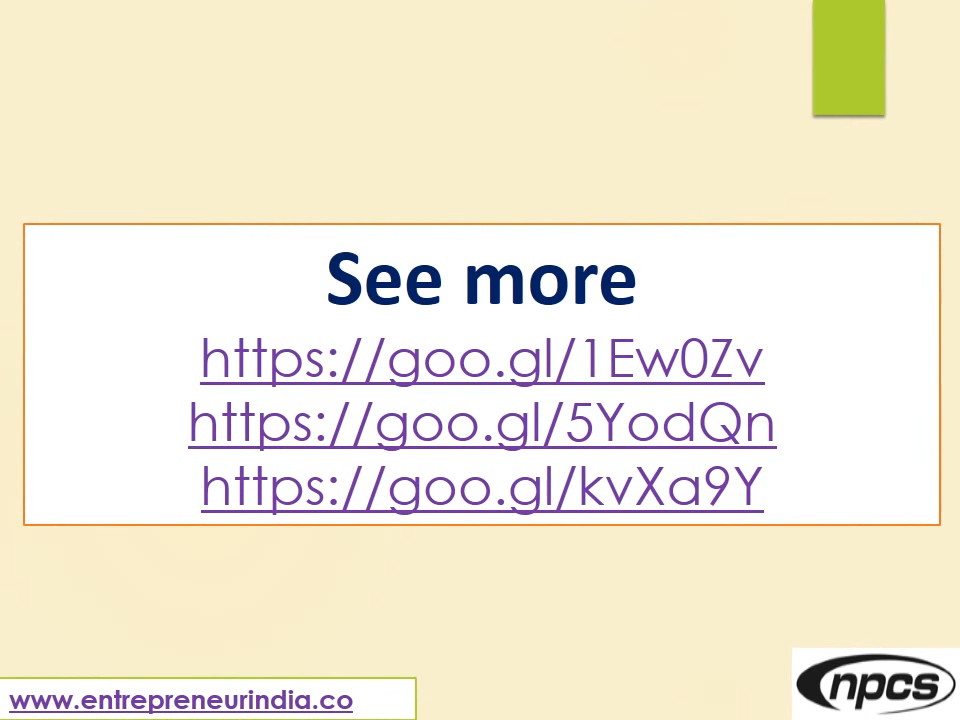 See more
https://goo.gl/1Ew0Zv
https://goo.gl/5YodQn
https://goo.gl/kvXa9Y
www.entrepreneurindia.co
npcs